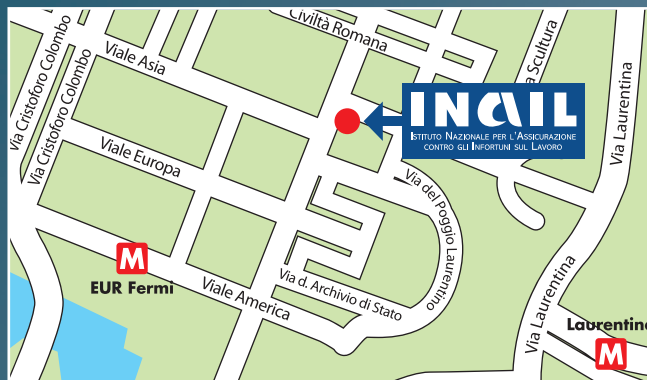 Civiltà Romana
Via Cristoforo Colombo
Via Cristoforo Colombo
Viale Asia
Scultura
Via Laurentina
INAIL
ISTITUTO NAZIONALE PER L'ASSICURAZIONE
CONTRO GLI INFORTUNI SUL LAVORO
Viale Europa
Via del Poggio Laurentino
M
EUR Fermi
Viale America
Via d. Archivio di Stato
Via Laurentina
Laurentina
M